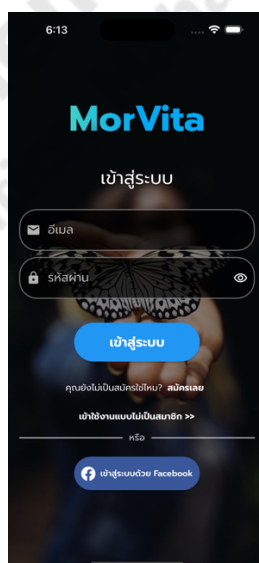 6:13
MorVita
เข้าสู่ระบบ
อีเมล
รหัสผ่าน
เข้าสู่ระบบ
คุณยังไม่เป็นสมัครใช่ไหม? สมัครเลย
เข้าใช้งานแบบไม่เป็นสมาชิก >>
หรือ
เข้าสู่ระบบด้วย Facebook